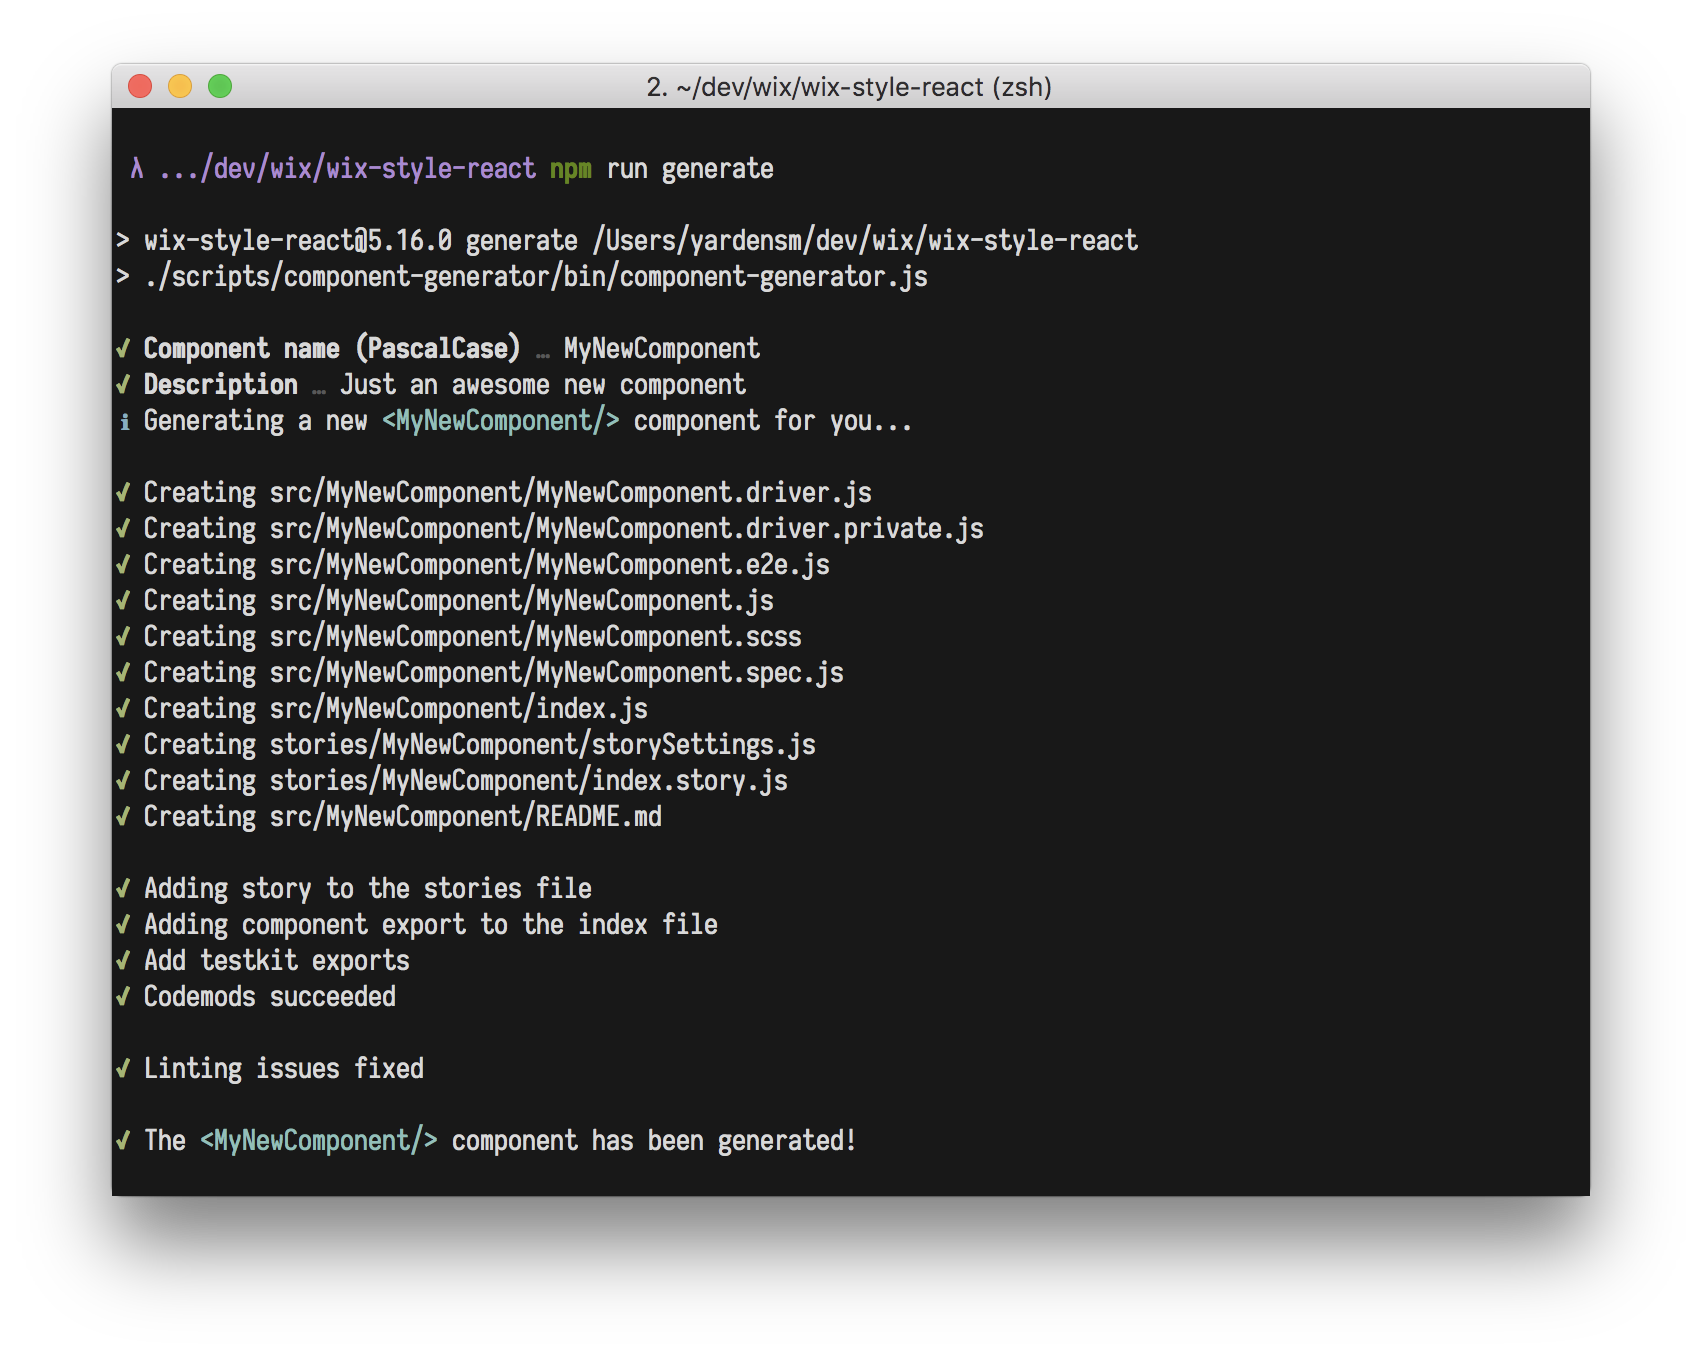 2. ~/dev/wix/wix-style-react (zsh)
λ .../dev/wix/wix-style-react npm run generate
> wix-style-react@5.16.0 generate /Users/yardensm/dev/wix/wix-style-react
> ./scripts/component-generator/bin/component-generator.js
✔ Component name (PascalCase) … MyNewComponent
✔ Description … Just an awesome new component
ℹ Generating a new <MyNewComponent/> component for you...
✔ Creating src/MyNewComponent/MyNewComponent.driver.js
✔ Creating src/MyNewComponent/MyNewComponent.driver.private.js
✔ Creating src/MyNewComponent/MyNewComponent.e2e.js
✔ Creating src/MyNewComponent/MyNewComponent.js
✔ Creating src/MyNewComponent/MyNewComponent.scss
✔ Creating src/MyNewComponent/MyNewComponent.spec.js
✔ Creating src/MyNewComponent/index.js
✔ Creating stories/MyNewComponent/storySettings.js
✔ Creating stories/MyNewComponent/index.story.js
✔ Creating src/MyNewComponent/README.md
✔ Adding story to the stories file
✔ Adding component export to the index file
✔ Add testkit exports
✔ Codemods succeeded
✔ Linting issues fixed
✔ The <MyNewComponent/> component has been generated!